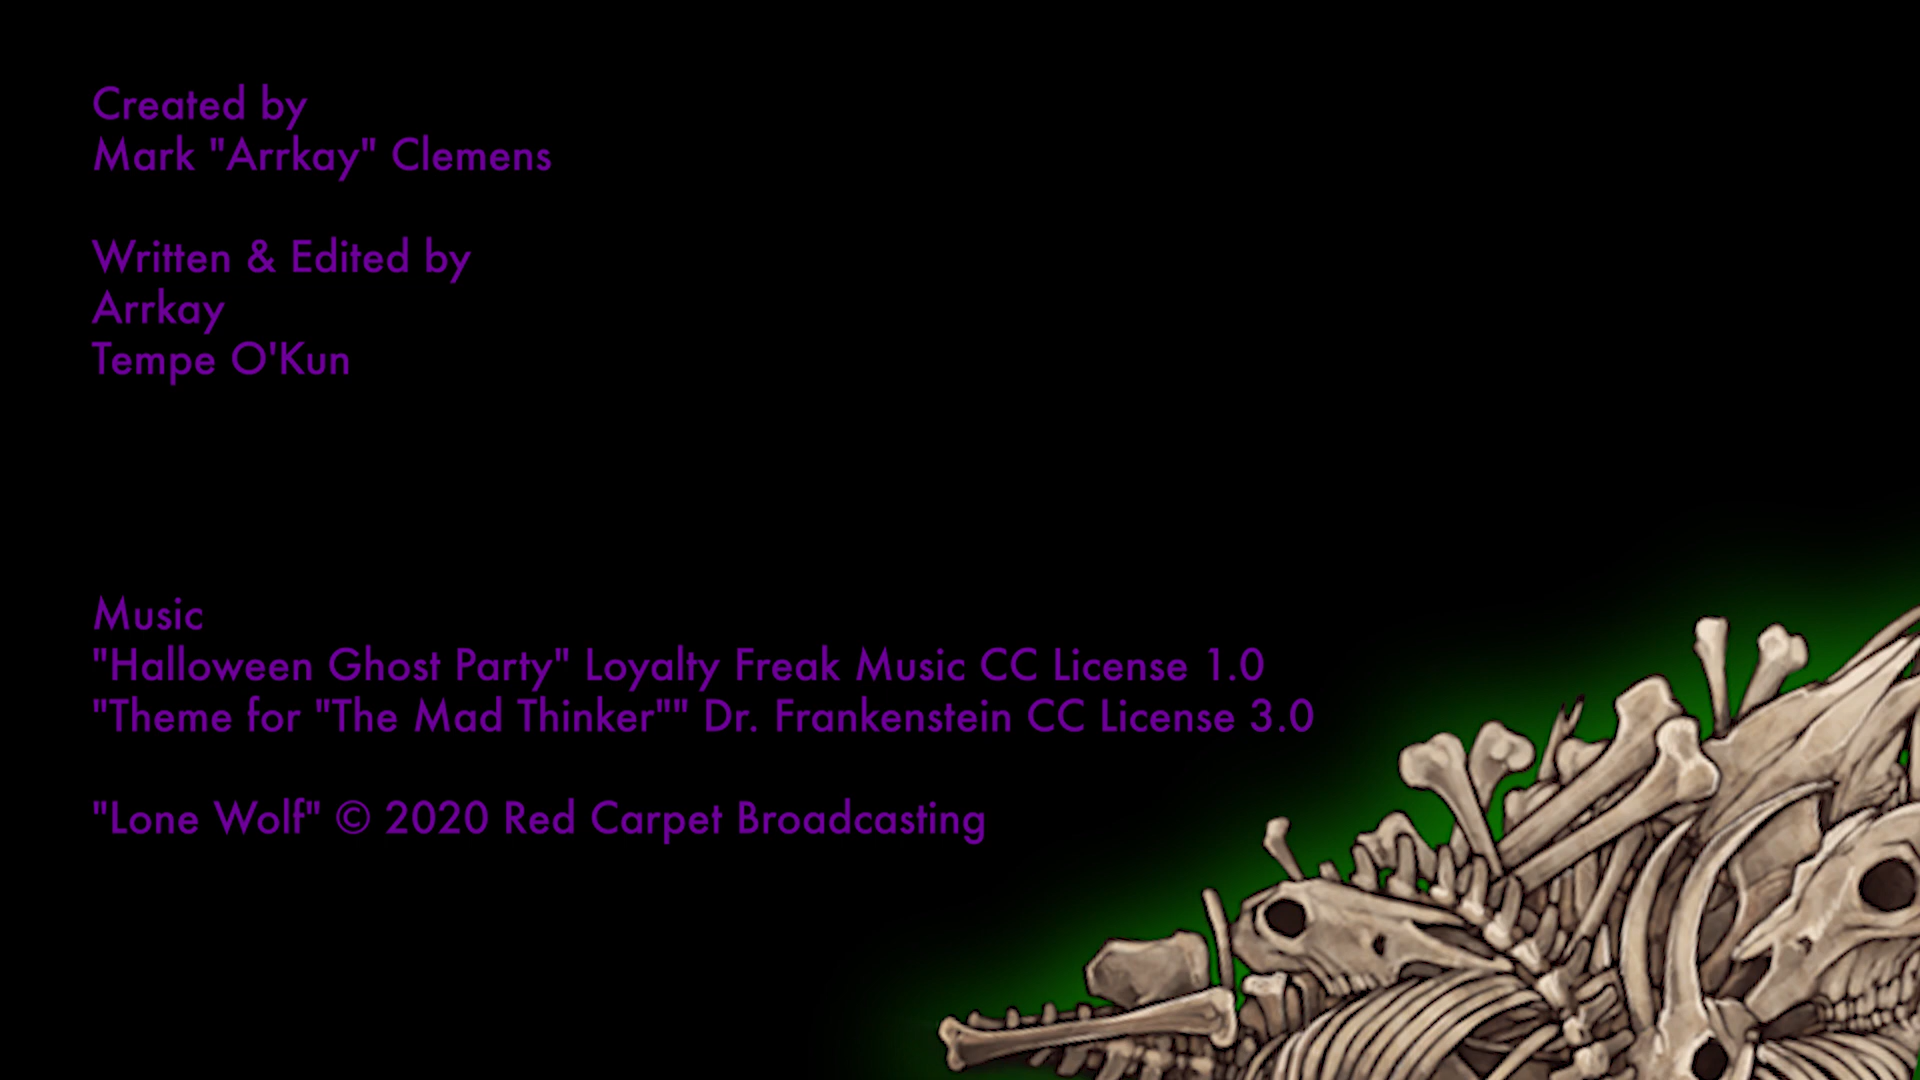 Created by
Mark "Arrkay" Clemens
Written & Edited by
Arrkay
Tempe O'Kun
Music
"Halloween Ghost Party" Loyalty Freak Music CC License 1.0
"Theme for "The Mad Thinker"" Dr. Frankenstein CC License 3.0
"Lone Wolf" © 2020 Red Carpet Broadcasting